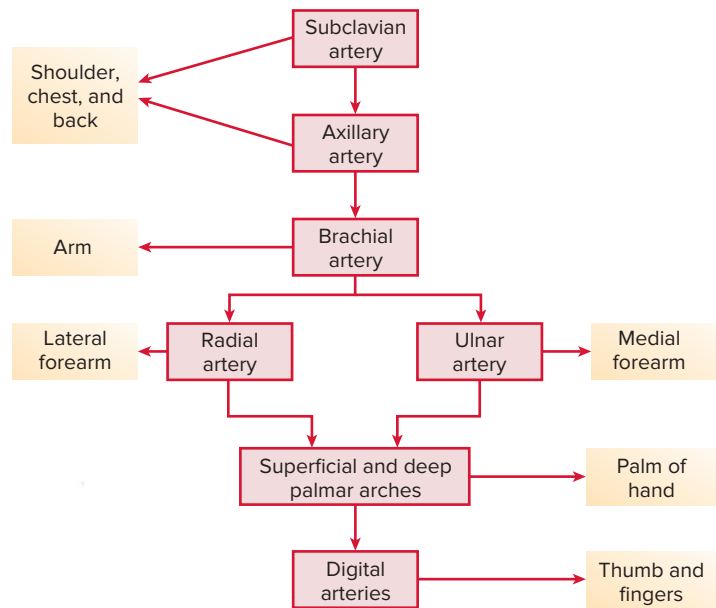 Subclavian
artery
Shoulder,
chest, and
back
Axillary
artery
Arm
Brachial
artery
Lateral
forearm
Radial
artery
Ulnar
artery
Medial
forearm
Superficial and deep
palmar arches
Palm of
hand
Digital
arteries
Thumb and
fingers